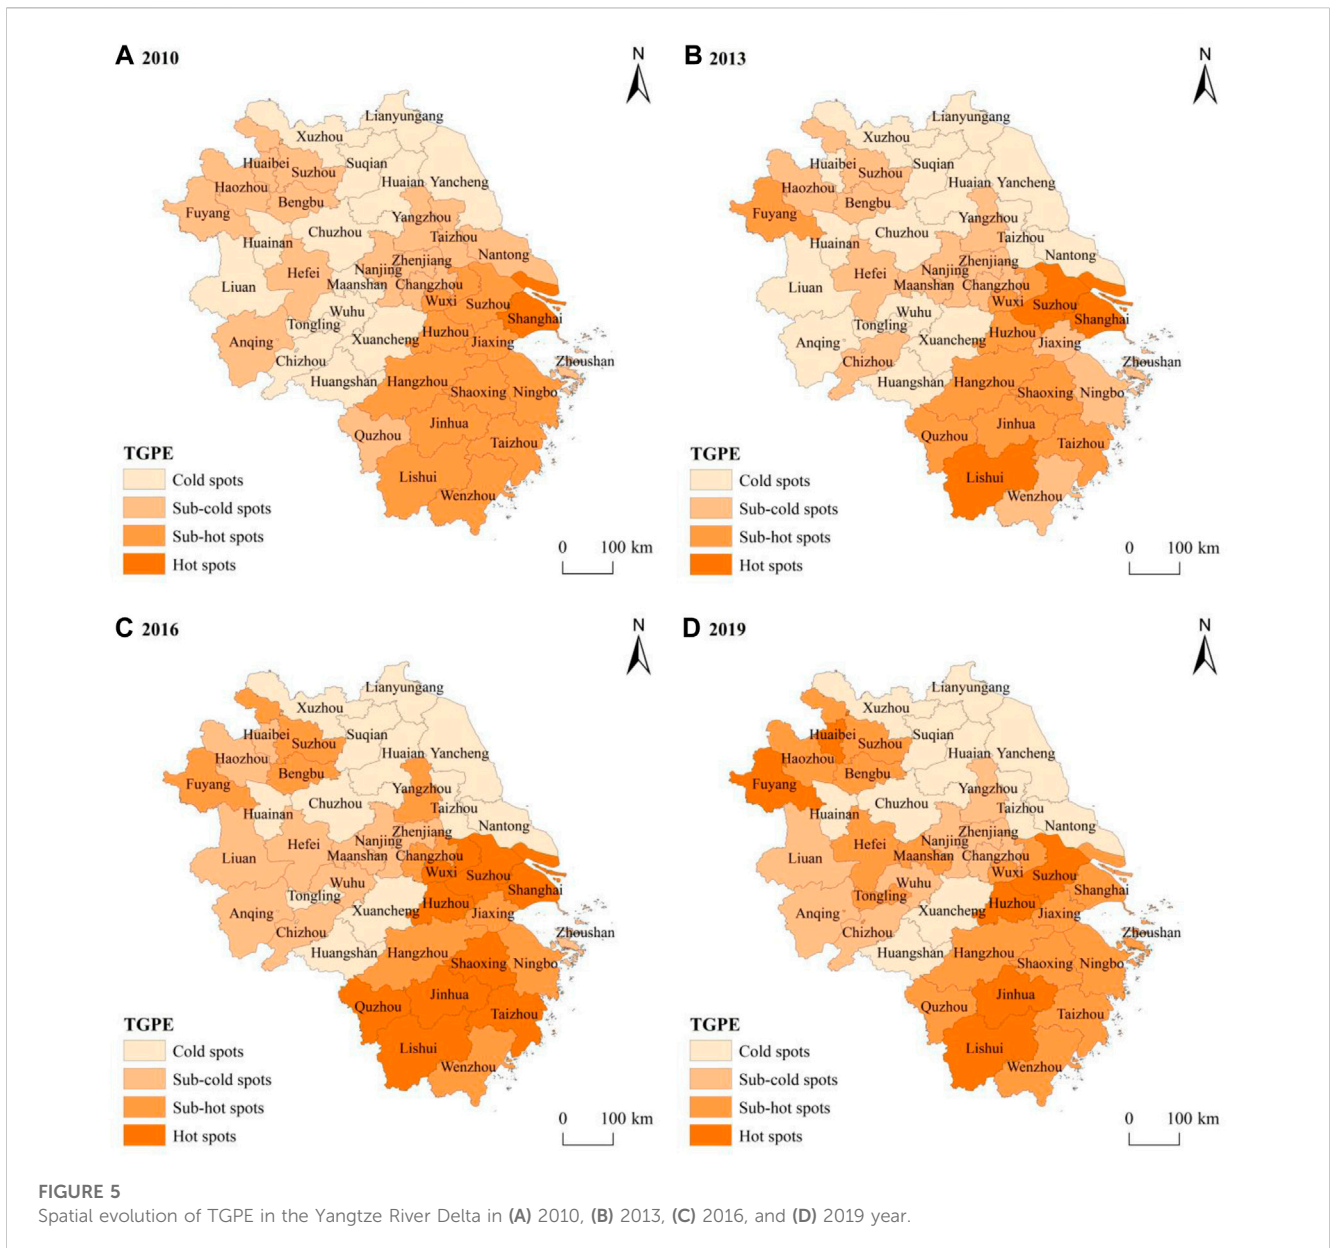 A 2010
N
Lianyungang
Xuzhou
Huaibei
Suqian
Suzhou
Haozhou
Huaian Yancheng
Bengbu
Fuyang
Yangzhou
Chuzhou
Taizhou
Huainan
Nantong
Zhenjiang
Nanjing
Hefei
Liuan
Maanshan Changzhou
Wuxi Suzhou
Wuhu
Shanghai
Tongling
Huzhou
Anqing
Xuancheng
Jiaxing
Chizhou
Zhoushan
Huangshan
Hangzhou
Shaoxing Ningbo
Jinhua
Quzhou
Taizhou
Lishui
Wenzhou
TGPE
Cold spots
Sub-cold spots
Sub-hot spots
Hot spots
0 100 km
B 2013
N
Lianyungang
Xuzhou
Huaibei
Suqian
Suzhou
Haozhou
Huaian Yancheng
Bengbu
Fuyang
Yangzhou
Chuzhou
Taizhou
Huainan
Nantong
Zhenjiang
Nanjing
Hefei
Liuan
Maanshan Changzhou
Wuxi Suzhou
Wuhu
Shanghai
Tongling
Huzhou
Anqing
Xuancheng
Jiaxing
Chizhou
Zhoushan
Huangshan
Hangzhou
Shaoxing Ningbo
Jinhua
Quzhou
Taizhou
Lishui
Wenzhou
TGPE
Cold spots
Sub-cold spots
Sub-hot spots
Hot spots
0 100 km
C 2016
N
Lianyungang
Xuzhou
Huaibei
Suqian
Suzhou
Haozhou
Huaian Yancheng
Bengbu
Fuyang
Yangzhou
Chuzhou
Taizhou
Huainan
Nantong
Zhenjiang
Nanjing
Hefei
Liuan
Maanshan Changzhou
Wuxi Suzhou
Wuhu
Shanghai
Tongling
Huzhou
Anqing
Xuancheng
Jiaxing
Chizhou
Zhoushan
Huangshan
Hangzhou
Shaoxing Ningbo
Jinhua
Quzhou
Taizhou
Lishui
Wenzhou
TGPE
Cold spots
Sub-cold spots
Sub-hot spots
Hot spots
0 100 km
D 2019
N
Lianyungang
Xuzhou
Huaibei
Suqian
Suzhou
Haozhou
Huaian Yancheng
Bengbu
Fuyang
Yangzhou
Chuzhou
Taizhou
Huainan
Nantong
Zhenjiang
Nanjing
Hefei
Liuan
Maanshan Changzhou
Wuxi Suzhou
Wuhu
Shanghai
Tongling
Huzhou
Anqing
Xuancheng
Jiaxing
Chizhou
Zhoushan
Huangshan
Hangzhou
Shaoxing Ningbo
Jinhua
Quzhou
Taizhou
Lishui
Wenzhou
TGPE
Cold spots
Sub-cold spots
Sub-hot spots
Hot spots
0 100 km
FIGURE 5
Spatial evolution of TGPE in the Yangtze River Delta in (A) 2010, (B) 2013, (C) 2016, and (D) 2019 year.